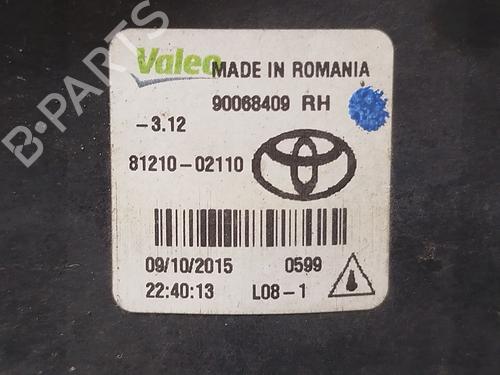 Valeo MADE IN ROMANIA
90068409 RH
-3.12
81210-02110
09/10/2015 0599
22:40:13 L08-1
B-PARTS